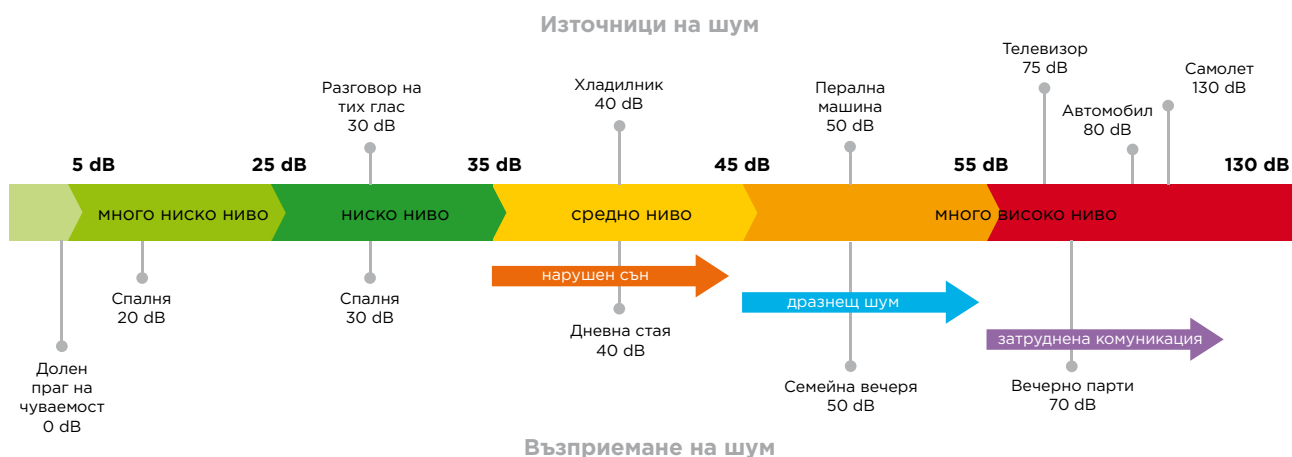 Източници на шум
Телевизор
75 dB
Самолет
130 dB
Разговор на
тих глас
30 dB
Хладилник
40 dB
Перална
машина
50 dB
Автомобил
80 dB
5 dB
25 dB
35 dB
45 dB
55 dB
130 dB
много ниско ниво
ниско ниво
средно ниво
много високо ниво
нарушен сън
дразнещ шум
затруднена комуникация
Спалня
20 dB
Спалня
30 dB
Дневна стая
40 dB
Долен
праг на
чуваемост
0 dB
Семейна вечеря
50 dB
Вечерно парти
70 dB
Възприемане на шум